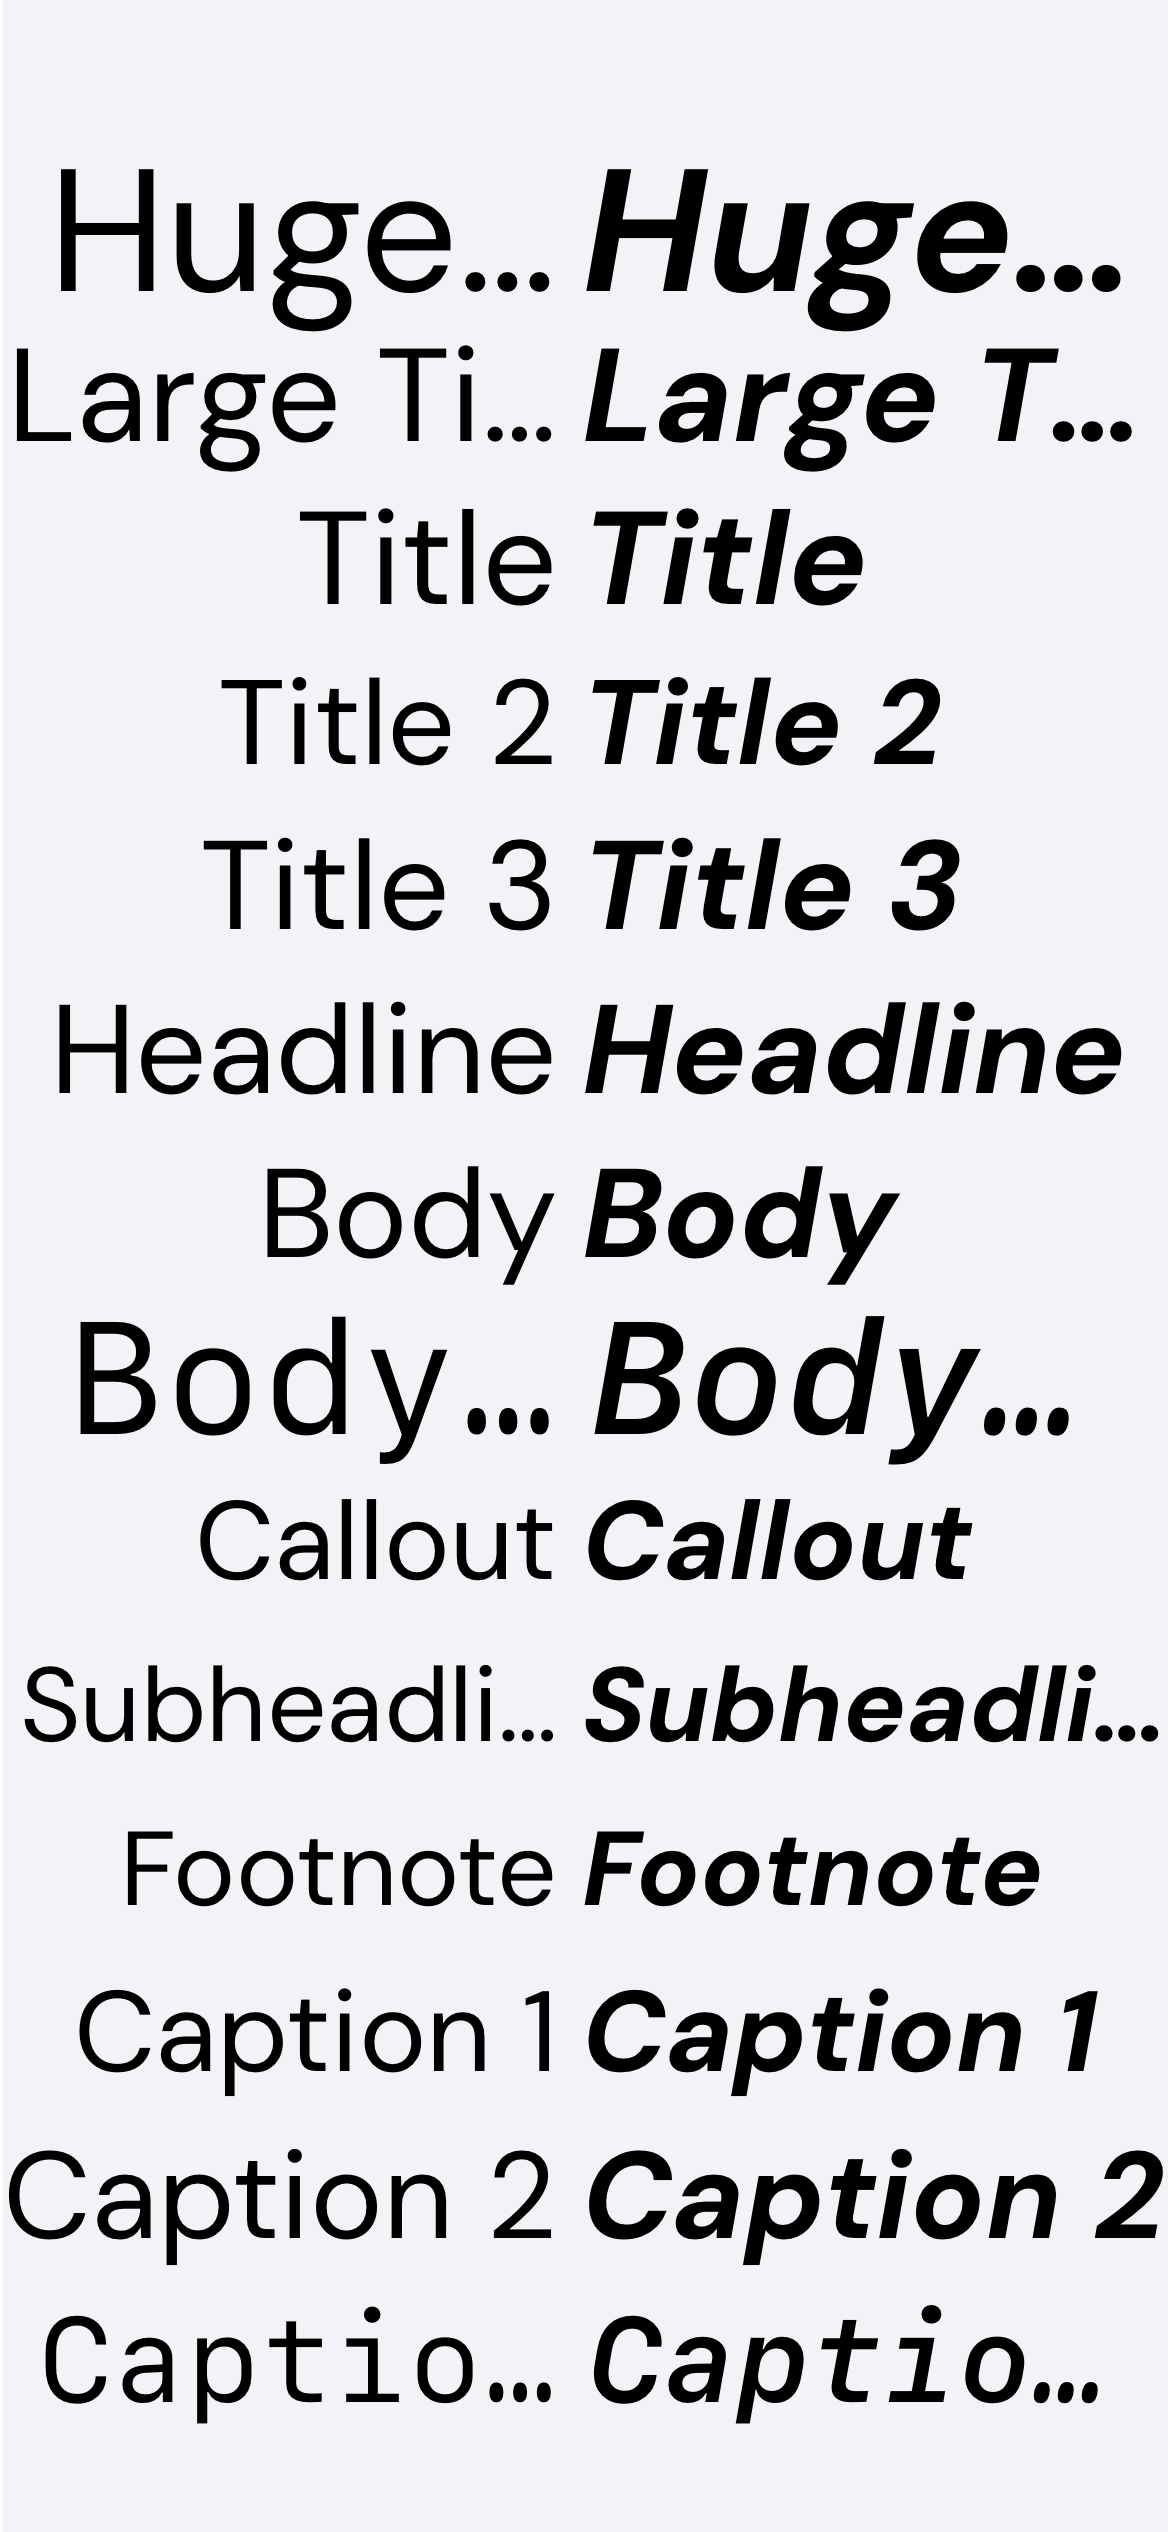 Huge… Huge…
Large Ti… Large T…
Title Title
Title 2 Title 2
Title 3 Title 3
Headline Headline
Body Body
Body… Body…
Callout Callout
Subheadli… Subheadli…
Footnote Footnote
Caption 1 Caption 1
Caption 2 Caption 2
Captio… Captio…